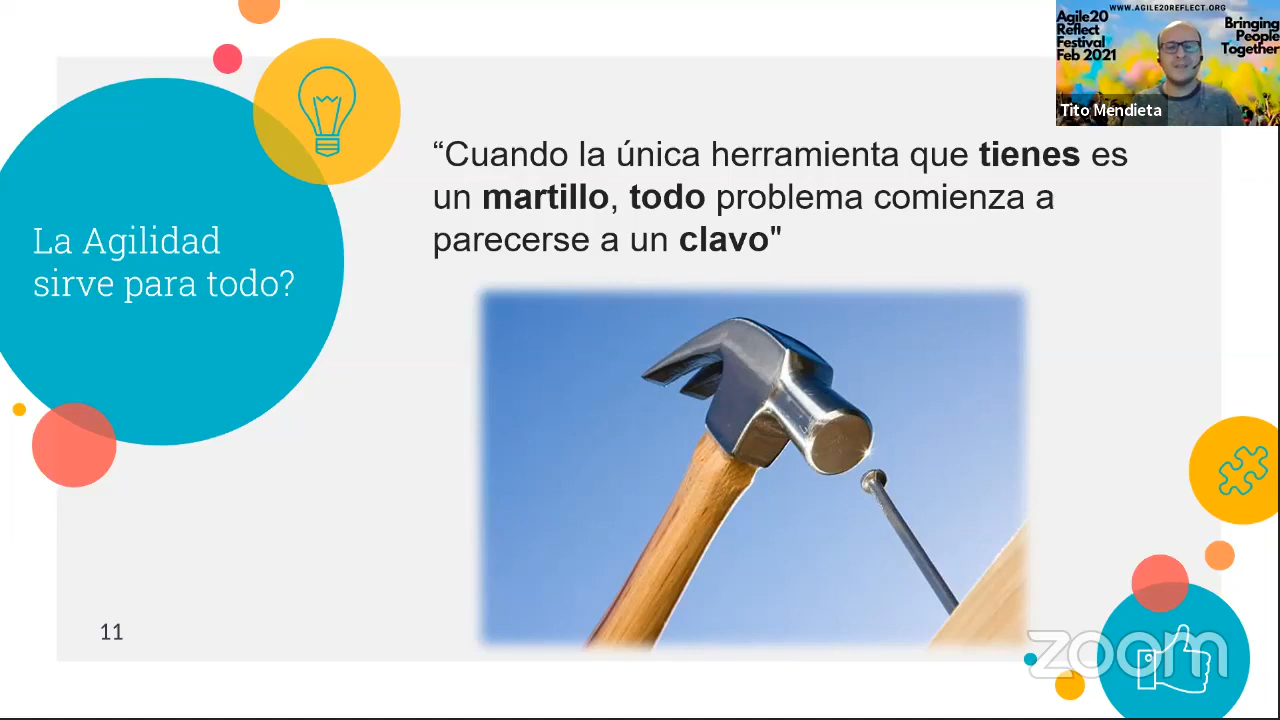 WWW.AGILE20REFLECT.ORG
Agile20
Reflect
Festival
Feb 2021
Bringing
People
Together
Tito Mendieta
“Cuando la única herramienta que tienes es
un martillo, todo problema comienza a
parecerse a un clavo"
La Agilidad
sirve para todo?
11
zoom